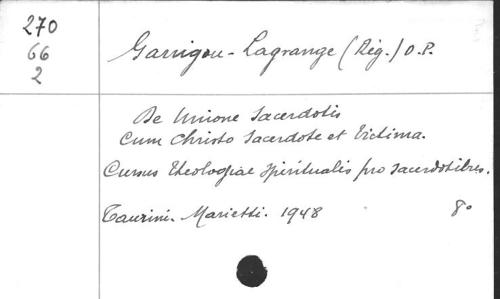 270
66
2
Garrigou-Lagrange (Rég.) O.P.
De Unione Sacerdotis
cum Christo Sacerdote et Victima.
Cursus theologiae spiritualis pro sacerdotibus.
Taurini. Marietti. 1948 8°